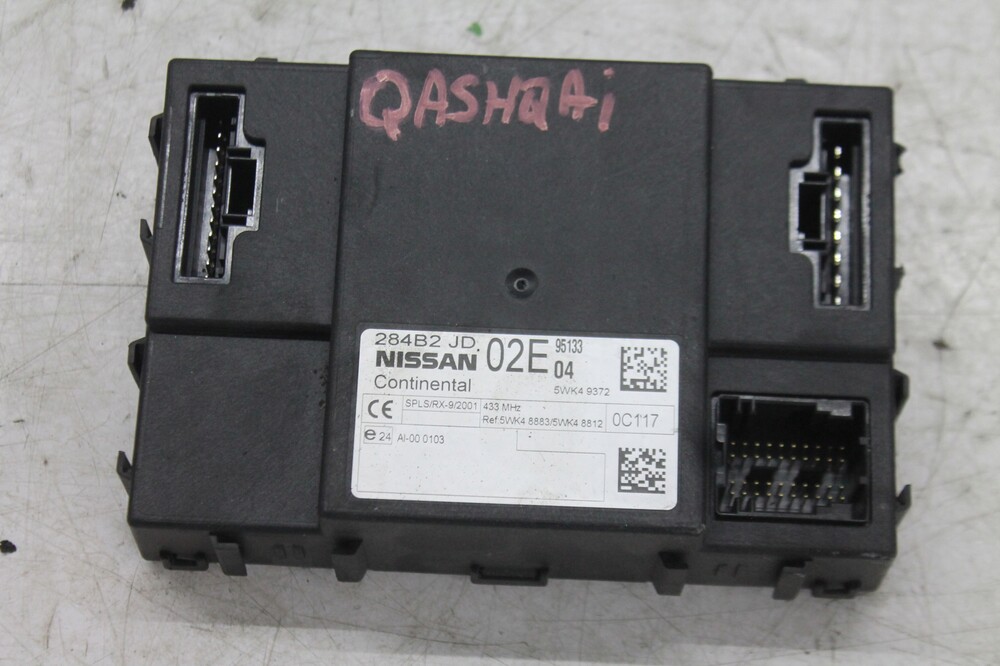 QASHQAi
284B2 JD.
NISSAN 02E 95133
04
Continental 5WK4 9372
CE SPLS/RX-9/2001 433 MHz
Ref.5WK4 8883/5WK4 8812 0C117
e 24 AI-00 0103